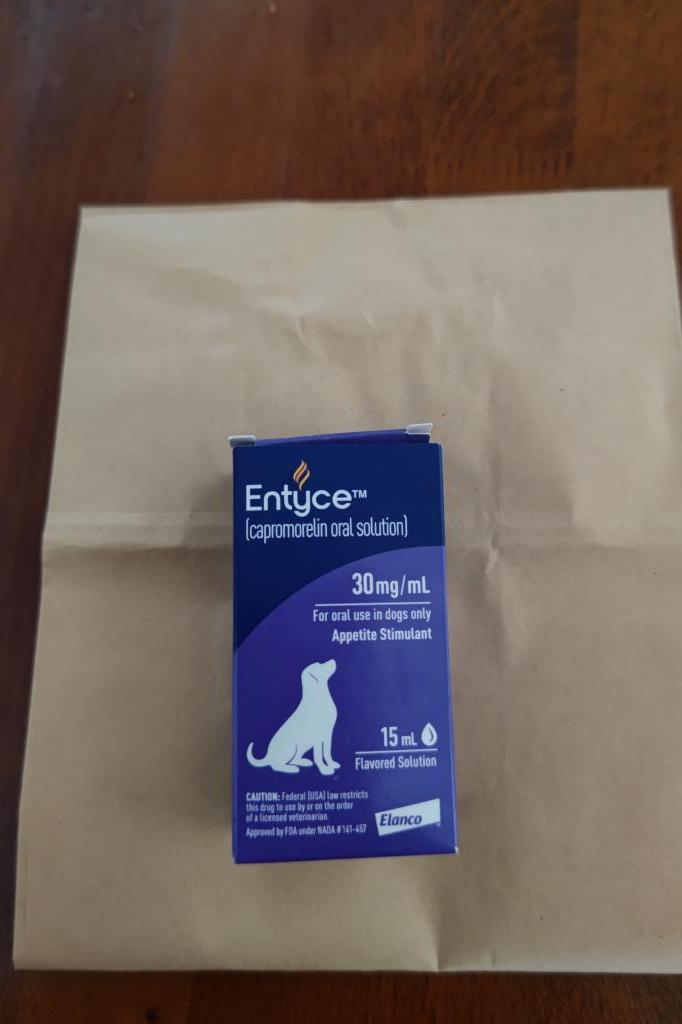 Entyce™
(capromorelin oral solution)
30mg/mL
For oral use in dogs only
Appetite Stimulant
15 mL
Flavored Solution
CAUTION: Federal (USA) law restricts
this drug to use by or on the order
of a licensed veterinarian.
Approved by FDA under NADA # 141-457
Elanco